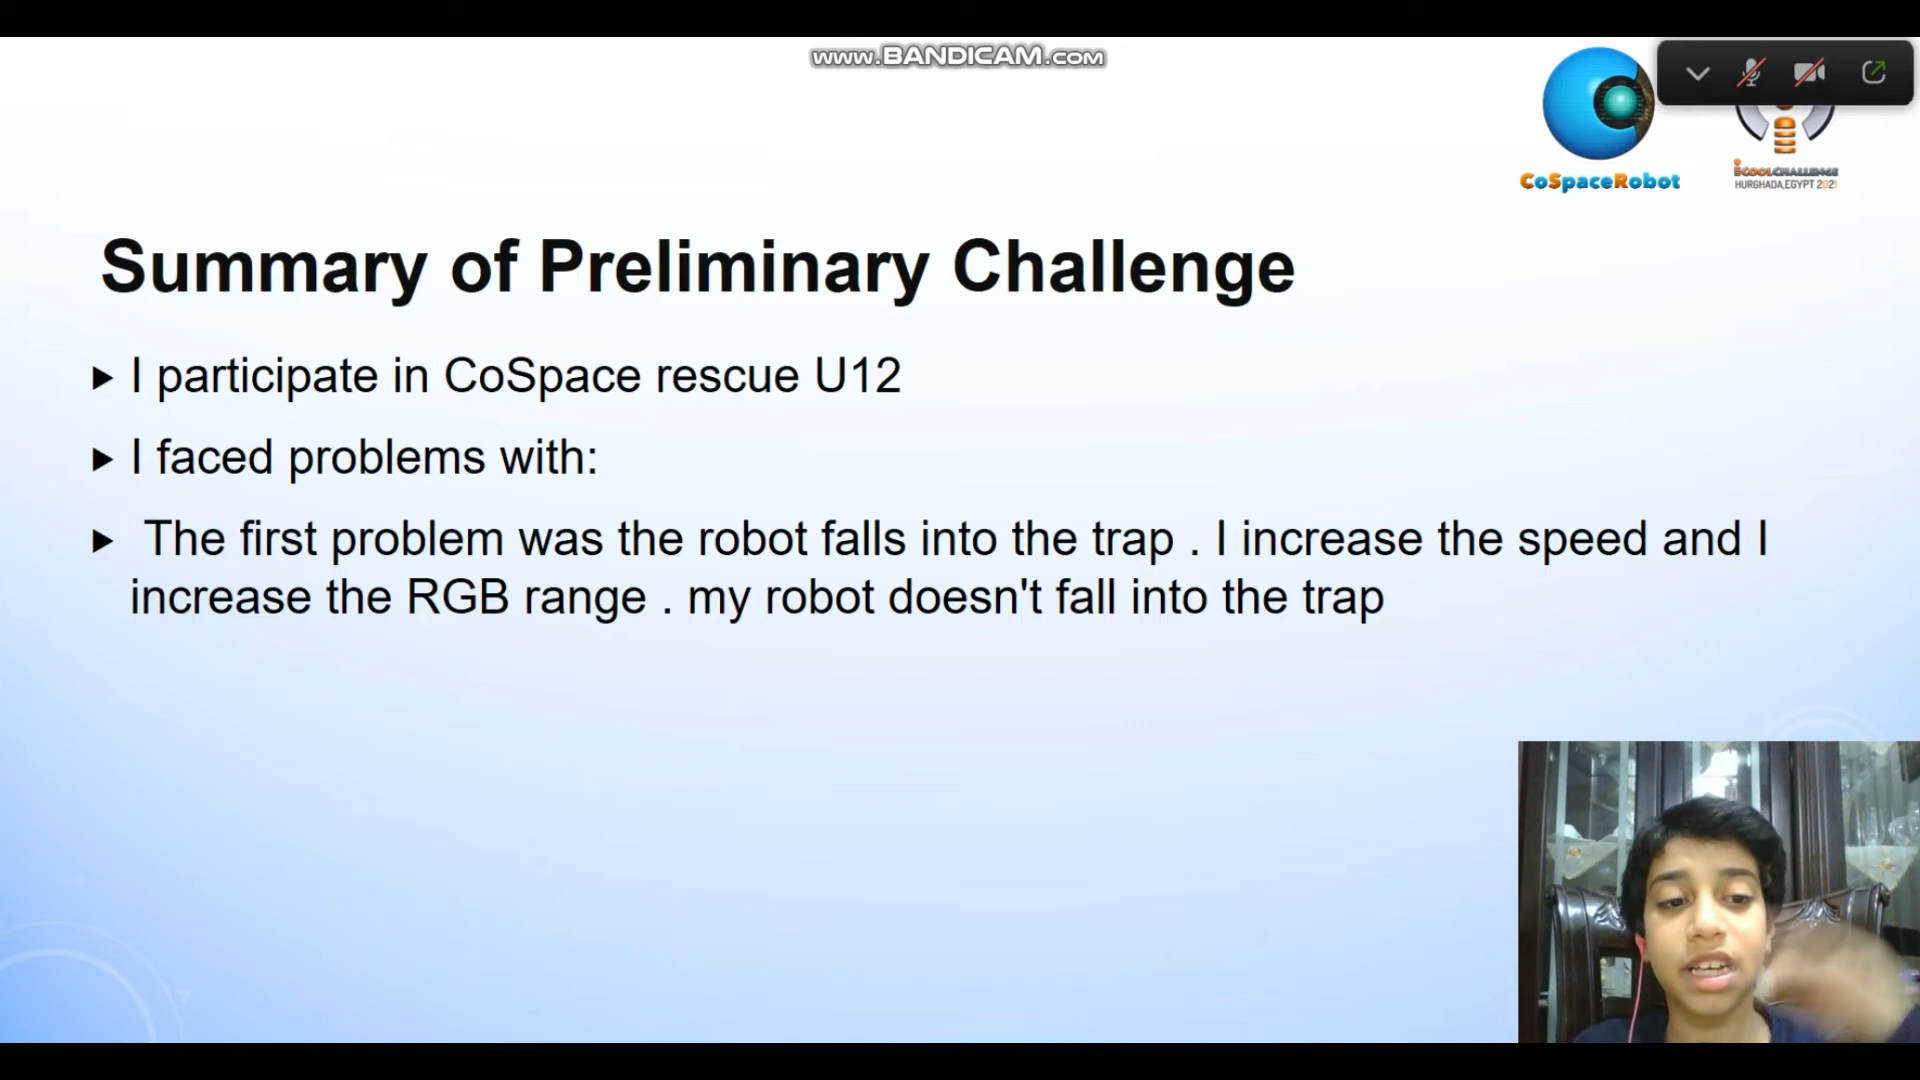 www.BANDICAM.com
CoSpaceRobot
iCOOLCHALLENGE
HURGHADA,EGYPT 2021
Summary of Preliminary Challenge
I participate in CoSpace rescue U12
I faced problems with:
The first problem was the robot falls into the trap . I increase the speed and I
increase the RGB range . my robot doesn't fall into the trap